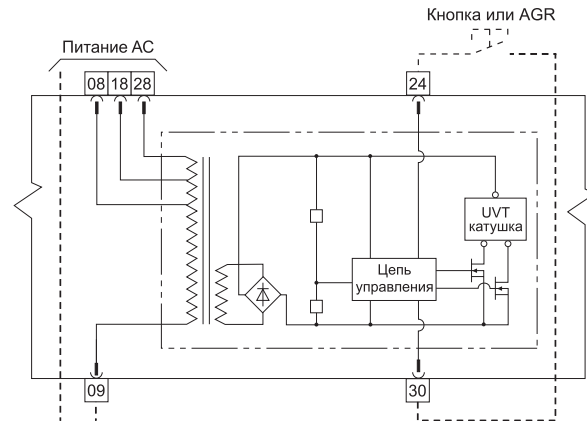 Кнопка или AGR
Питание AC
08 18 28
24
UVT
катушка
Цепь
управления
09
30